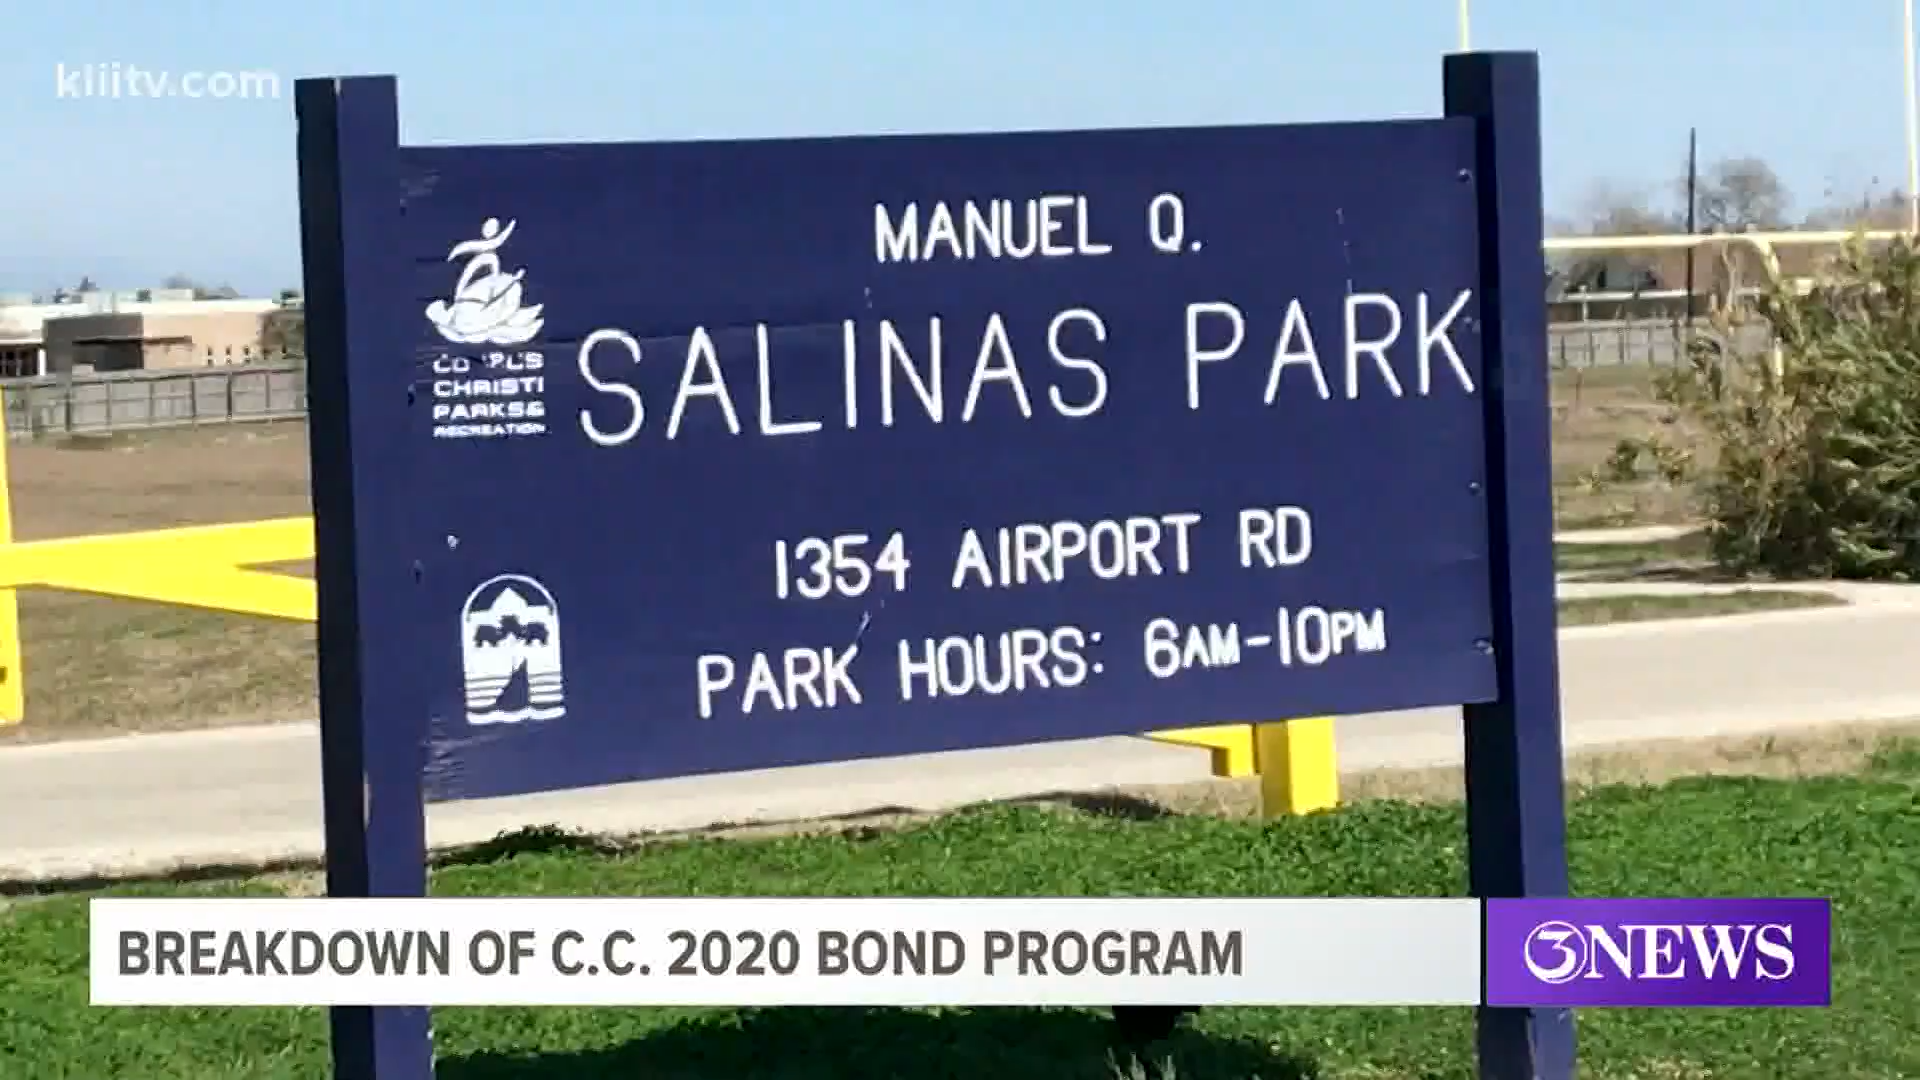 kiiitv.com
MANUEL Q.
SALINAS PARK
CHRISTI
PARKS&
RECREATION
1354 AIRPORT RD
PARK HOURS: 6AM-10PM
BREAKDOWN OF C.C. 2020 BOND PROGRAM
3NEWS